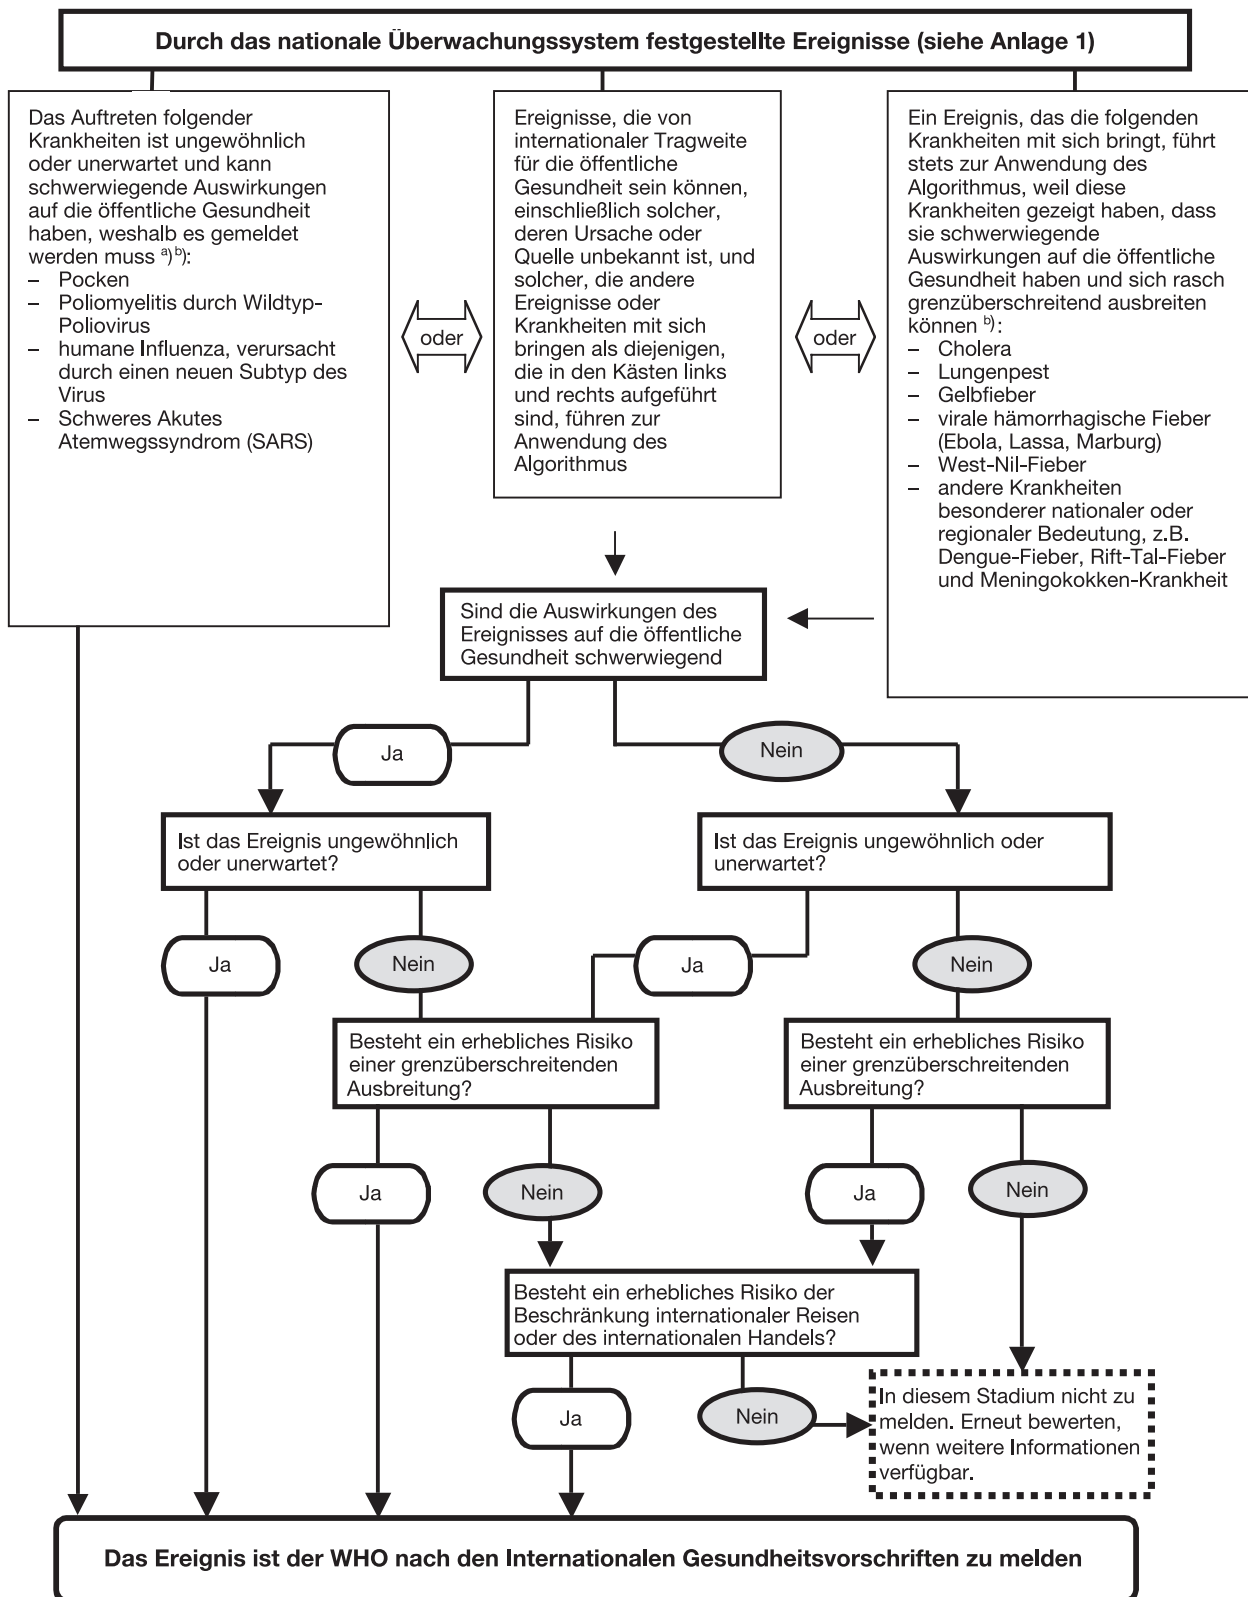 Durch das nationale Überwachungssystem festgestellte Ereignisse (siehe Anlage 1)
Das Auftreten folgender
Krankheiten ist ungewöhnlich
oder unerwartet und kann
schwerwiegende Auswirkungen
auf die öffentliche Gesundheit
haben, weshalb es gemeldet
werden muss a) b):
– Pocken
– Poliomyelitis durch Wildtyp-
Poliovirus
– humane Influenza, verursacht
durch einen neuen Subtyp des
Virus
– Schweres Akutes
Atemwegssyndrom (SARS)
oder
Ereignisse, die von
internationaler Tragweite
für die öffentliche
Gesundheit sein können,
einschließlich solcher,
deren Ursache oder
Quelle unbekannt ist, und
solcher, die andere
Ereignisse oder
Krankheiten mit sich
bringen als diejenigen,
die in den Kästen links
und rechts aufgeführt
sind, führen zur
Anwendung des
Algorithmus
oder
Ein Ereignis, das die folgenden
Krankheiten mit sich bringt, führt
stets zur Anwendung des
Algorithmus, weil diese
Krankheiten gezeigt haben, dass
sie schwerwiegende
Auswirkungen auf die öffentliche
Gesundheit haben und sich rasch
grenzüberschreitend ausbreiten
können b):
– Cholera
– Lungenpest
– Gelbfieber
– virale hämorrhagische Fieber
(Ebola, Lassa, Marburg)
– West-Nil-Fieber
– andere Krankheiten
besonderer nationaler oder
regionaler Bedeutung, z.B.
Dengue-Fieber, Rift-Tal-Fieber
und Meningokokken-Krankheit
Sind die Auswirkungen des
Ereignisses auf die öffentliche
Gesundheit schwerwiegend
Ja
Nein
Ist das Ereignis ungewöhnlich
oder unerwartet?
Ist das Ereignis ungewöhnlich oder
unerwartet?
Ja
Nein
Ja
Nein
Besteht ein erhebliches Risiko
einer grenzüberschreitenden
Ausbreitung?
Besteht ein erhebliches Risiko
einer grenzüberschreitenden
Ausbreitung?
Ja
Nein
Ja
Nein
Besteht ein erhebliches Risiko der
Beschränkung internationaler Reisen
oder des internationalen Handels?
Ja
Nein
In diesem Stadium nicht zu
melden. Erneut bewerten,
wenn weitere Informationen
verfügbar.
Das Ereignis ist der WHO nach den Internationalen Gesundheitsvorschriften zu melden